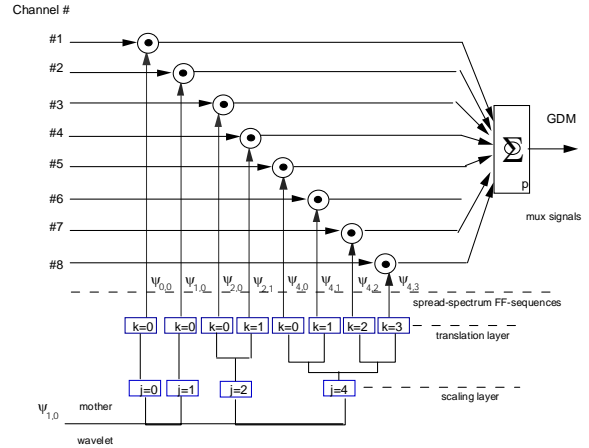 Channel #
#1
#2
#3
#4
#5
#6
#7
#8
GDM
Σ
p
mux signals
ψ0,0 ψ1,0 ψ2,0 ψ2,1 ψ4,0 ψ4,1 ψ4,2 ψ4,3
spread-spectrum FF-sequences
k=0 k=0 k=0 k=1 k=0 k=1 k=2 k=3
translation layer
j=0 j=1 j=2 j=4
scaling layer
ψ1,0 mother
wavelet